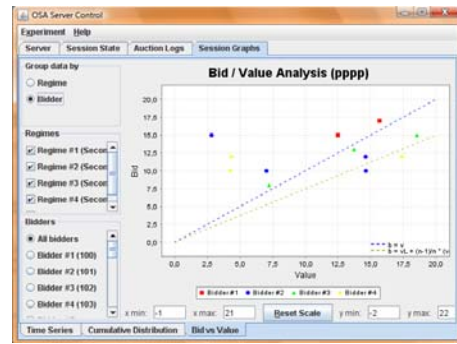 OSA Server Control
Experiment Help
Server Session State Auction Logs Session Graphs
Group data by
Regime
Bidder
Regimes
Regime #1 (Secon
Regime #2 (Secon
Regime #3 (Secon
Regime #4 (Secon
Bidders
All bidders
Bidder #1 (100)
Bidder #2 (101)
Bidder #3 (102)
Bidder #4 (103)
Bid / Value Analysis (pppp)
20,0
17,5
15,0
12,5
10,0
7,5
5,0
2,5
0,0
Bid
0,0 2,5 5,0 7,5 10,0 12,5 15,0 17,5 20,0
Value
b = v
b = vL + (n-1)/n * (v
Bidder #1 Bidder #2 Bidder #3 Bidder #4
x min: -1 x max: 21 Reset Scale y min: -2 y max: 22
Time Series Cumulative Distribution Bid vs Value